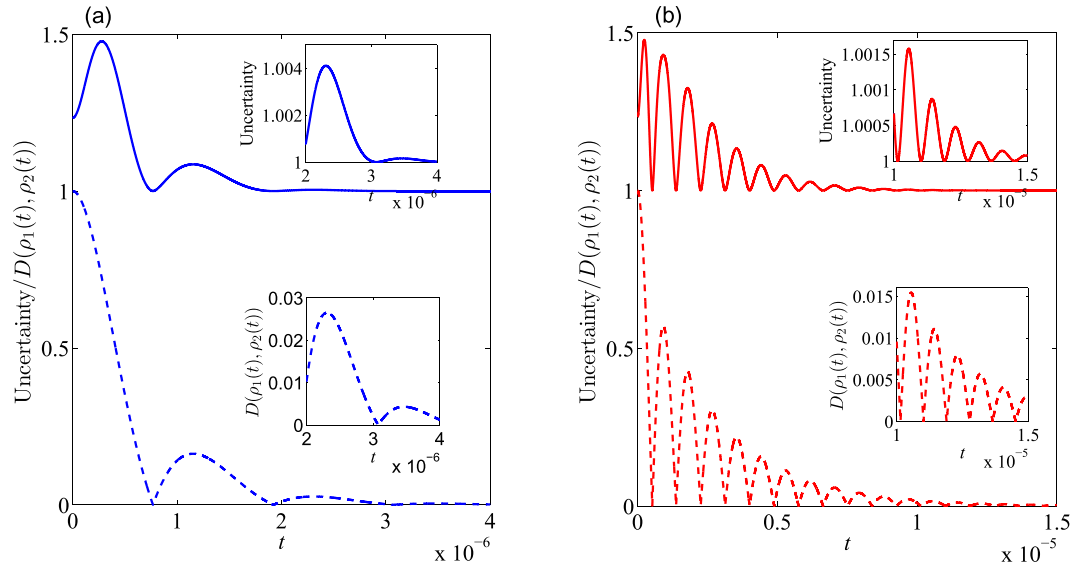 (a)
1.5
1
0.5
0
Uncertainty/D(ρ₁(t), ρ₂(t))
0 1 2 3 4
t
x 10⁻⁶
Uncertainty
1.004
1.002
1
2 3 4
t
x 10⁻⁶
D(ρ₁(t), ρ₂(t))
0.03
0.02
0.01
0
2 3 4
t
x 10⁻⁶
(b)
1.5
1
0.5
0
Uncertainty/D(ρ₁(t), ρ₂(t))
0 0.5 1 1.5
t
x 10⁻⁵
Uncertainty
1.0015
1.001
1.0005
1
1 1.5
t
x 10⁻⁵
D(ρ₁(t), ρ₂(t))
0.015
0.01
0.005
0
1 1.5
t
x 10⁻⁵